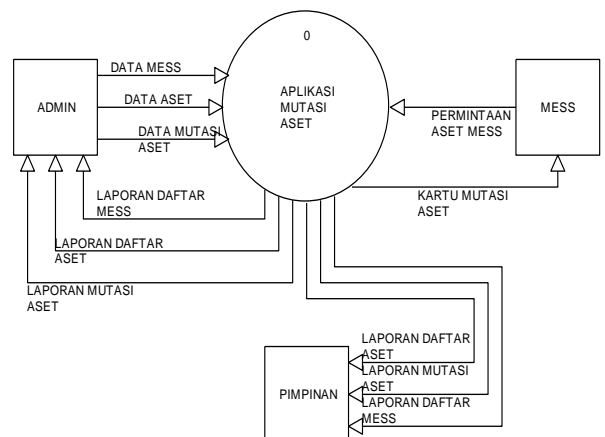 0
DATA MESS
ADMIN
DATA ASET
APLIKASI
MUTASI
ASET
MESS
PERMINTAAN
ASET MESS
DATA MUTASI
ASET
LAPORAN DAFTAR
MESS
KARTU MUTASI
ASET
LAPORAN DAFTAR
ASET
LAPORAN MUTASI
ASET
LAPORAN DAFTAR
ASET
LAPORAN MUTASI
ASET
LAPORAN DAFTAR
MESS
PIMPINAN